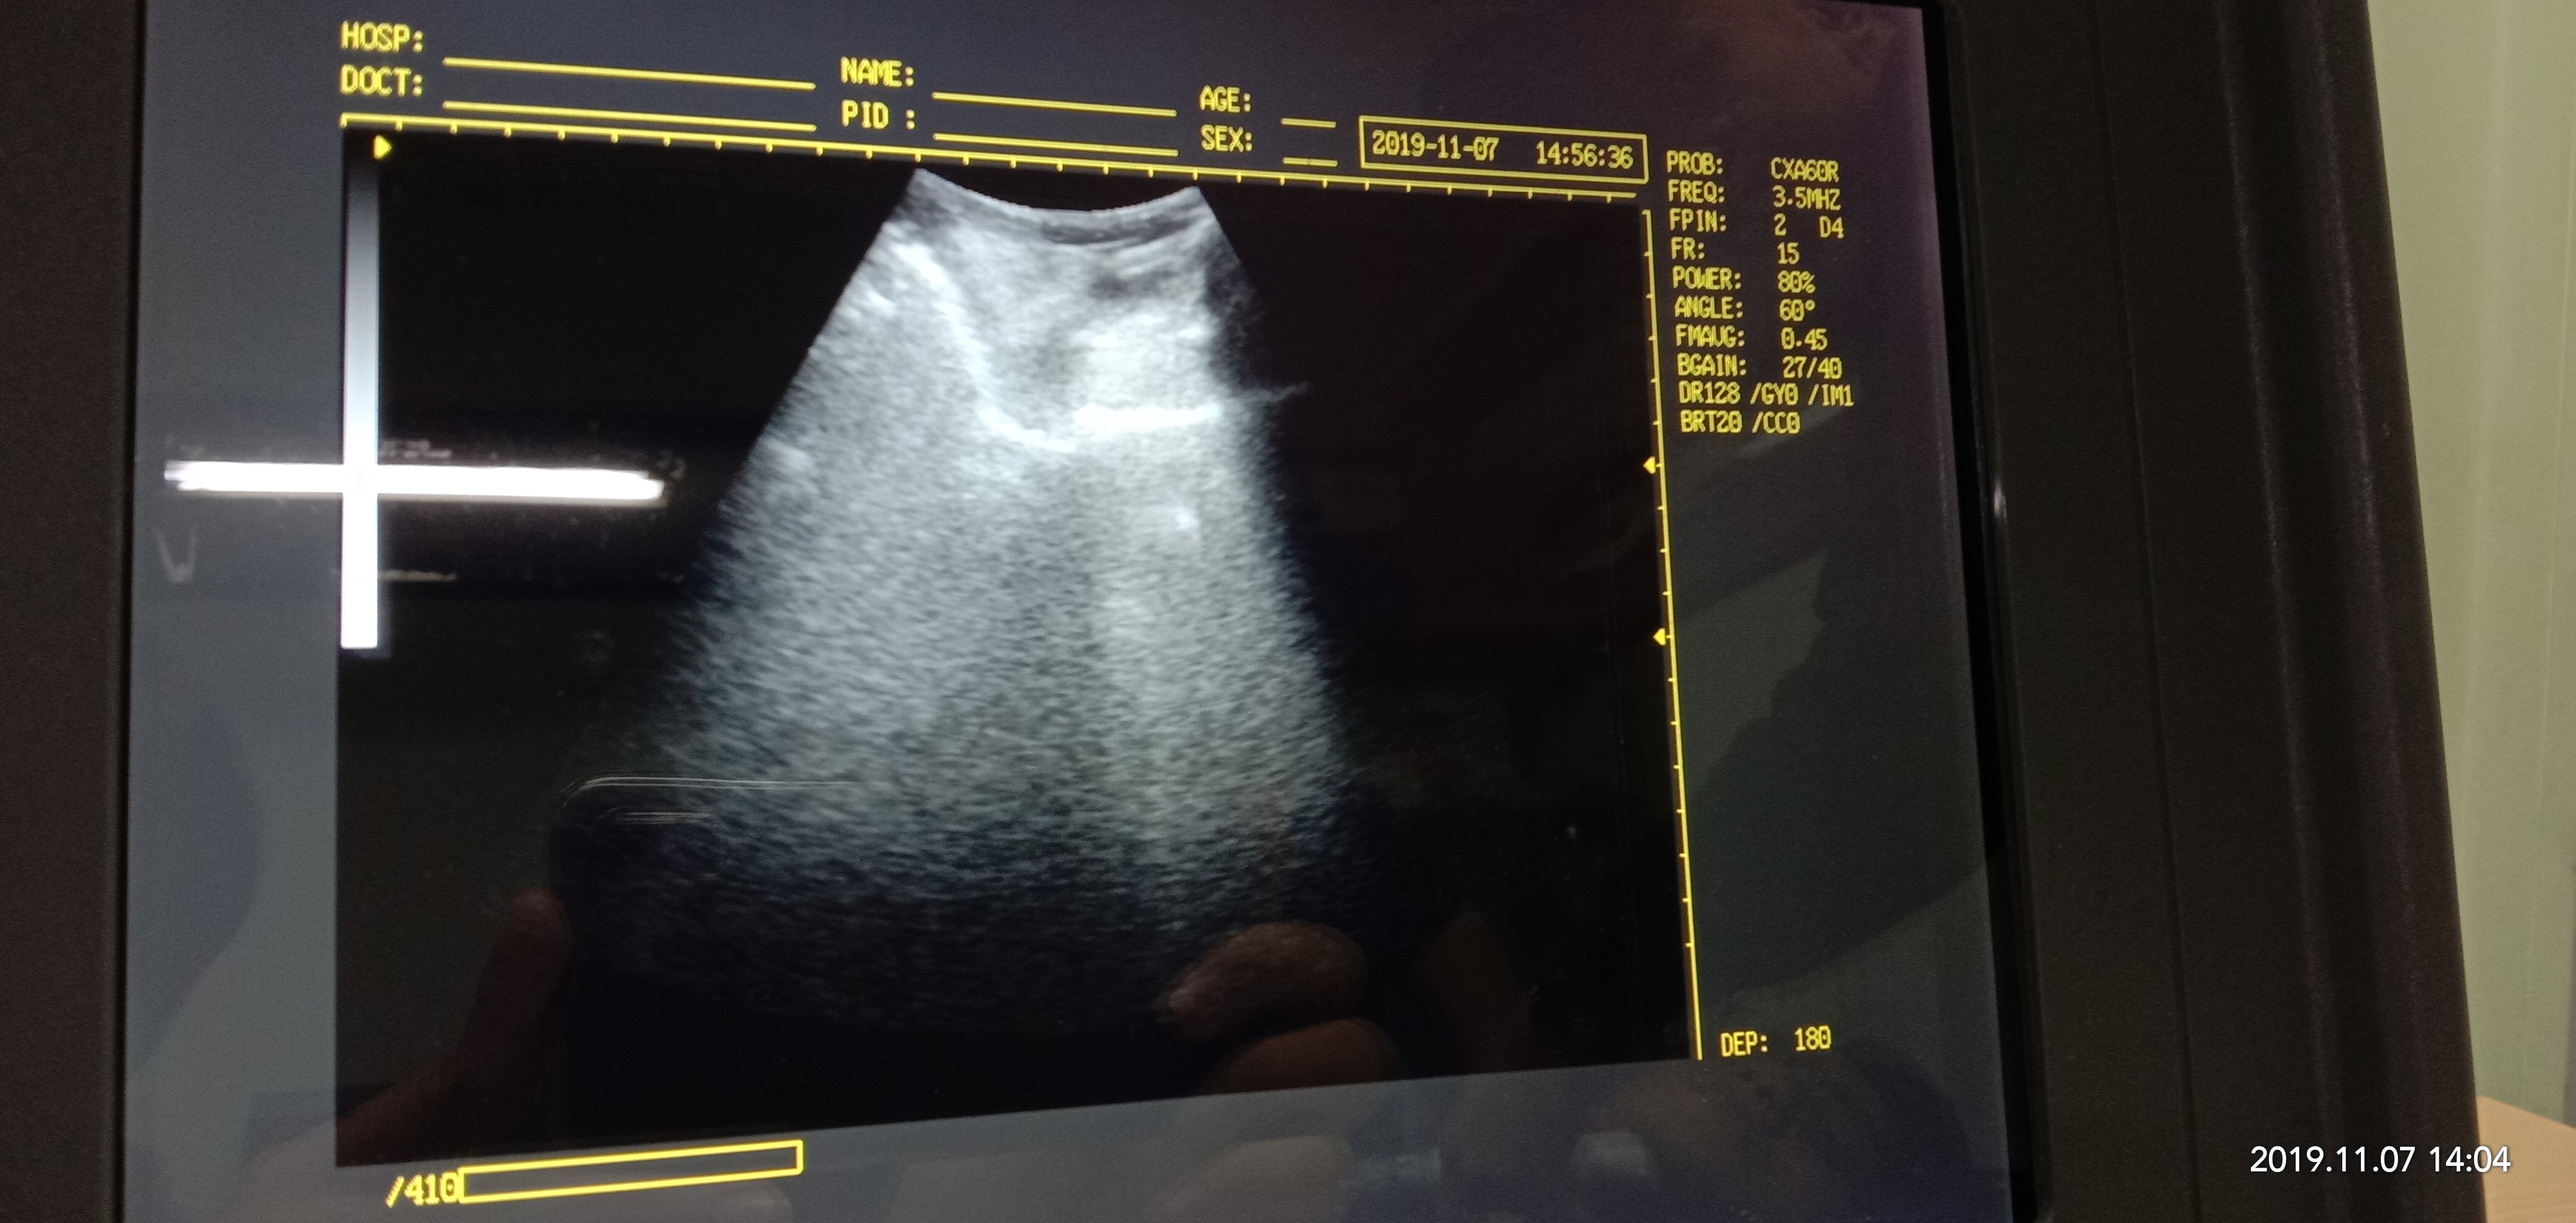 HOSP:
DOCT:
NAME:
PID :
AGE:
SEX:
2019-11-07 14:56:36
PROB: CXA60R
FREQ: 3.5MHZ
FPIN: 2 D4
FR: 15
POWER: 80%
ANGLE: 60°
FMAVG: 0.45
BGAIN: 27/40
DR128 /GY0 /IM1
BRT20 /CC0
DEP: 180
/410
2019.11.07 14:04